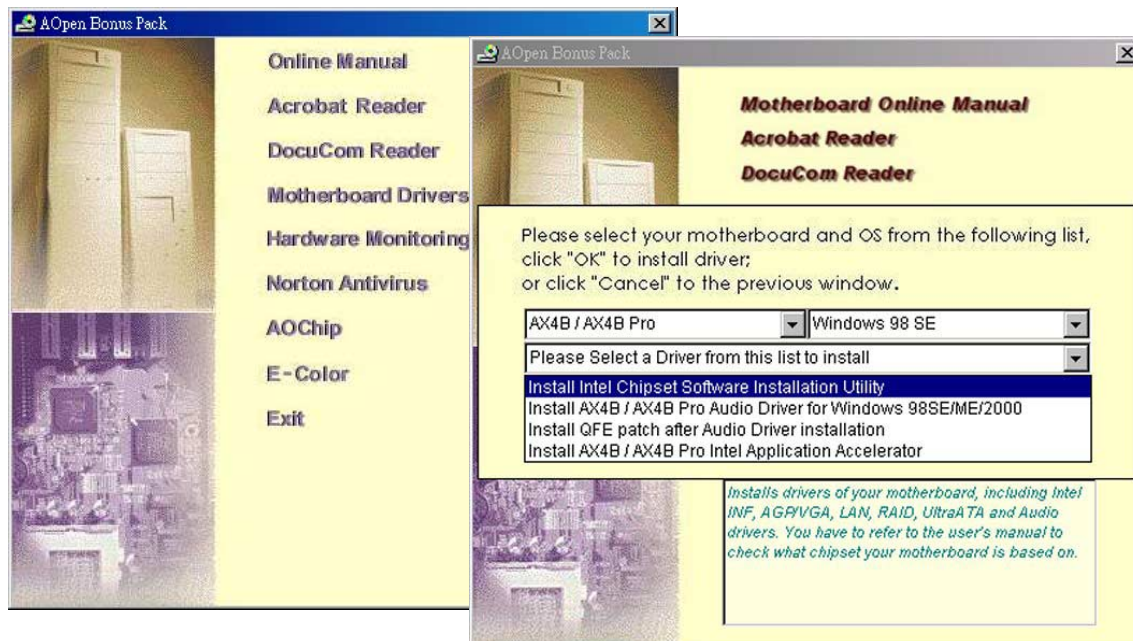 AOpen Bonus Pack
Online Manual
Acrobat Reader
DocuCom Reader
Motherboard Drivers
Hardware Monitoring
Norton Antivirus
AOChip
E-Color
Exit
AOpen Bonus Pack
Motherboard Online Manual
Acrobat Reader
DocuCom Reader
Please select your motherboard and OS from the following list,
click "OK" to install driver;
or click "Cancel" to the previous window.
AX4B / AX4B Pro
Windows 98 SE
Please Select a Driver from this list to install
Install Intel Chipset Software Installation Utility
Install AX4B / AX4B Pro Audio Driver for Windows 98SE/ME/2000
Install QFE patch after Audio Driver installation
Install AX4B / AX4B Pro Intel Application Accelerator
Installs drivers of your motherboard, including Intel
INF, AGP/VGA, LAN, RAID, UltraATA and Audio
drivers. You have to refer to the user's manual to
check what chipset your motherboard is based on.